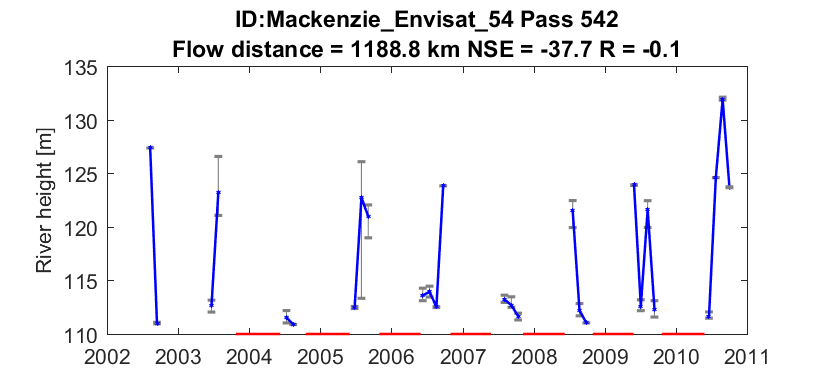 ID:Mackenzie_Envisat_54 Pass 542
Flow distance = 1188.8 km NSE = -37.7 R = -0.1
135
130
125
120
115
110
River height [m]
2002 2003 2004 2005 2006 2007 2008 2009 2010 2011